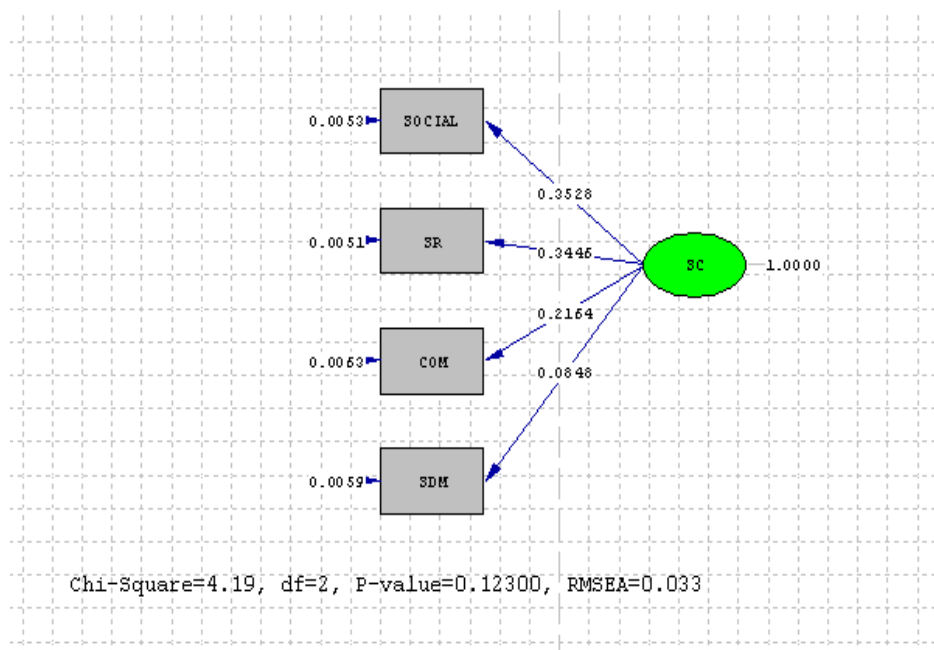 0.0053 SOCIAL
0.3528
0.0051 SR
0.3446
SC 1.0000
0.2164
0.0063 COM
0.0848
0.0059 SDM
Chi-Square=4.19, df=2, P-value=0.12300, RMSEA=0.033